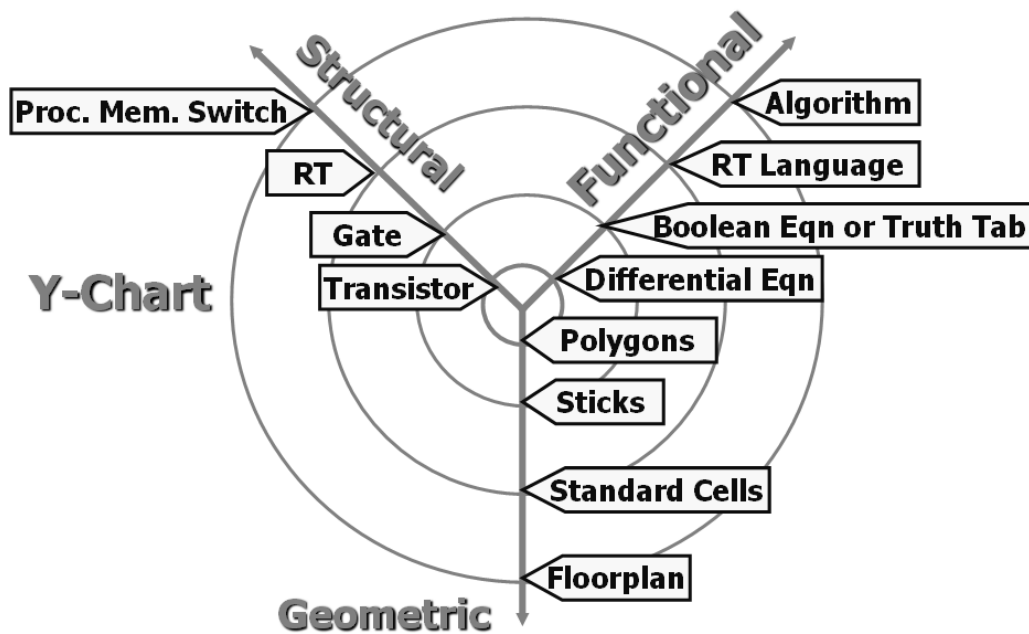 Structural
Functional
Proc. Mem. Switch
Algorithm
RT
RT Language
Gate
Boolean Eqn or Truth Tab
Y-Chart
Transistor
Differential Eqn
Polygons
Sticks
Standard Cells
Floorplan
Geometric